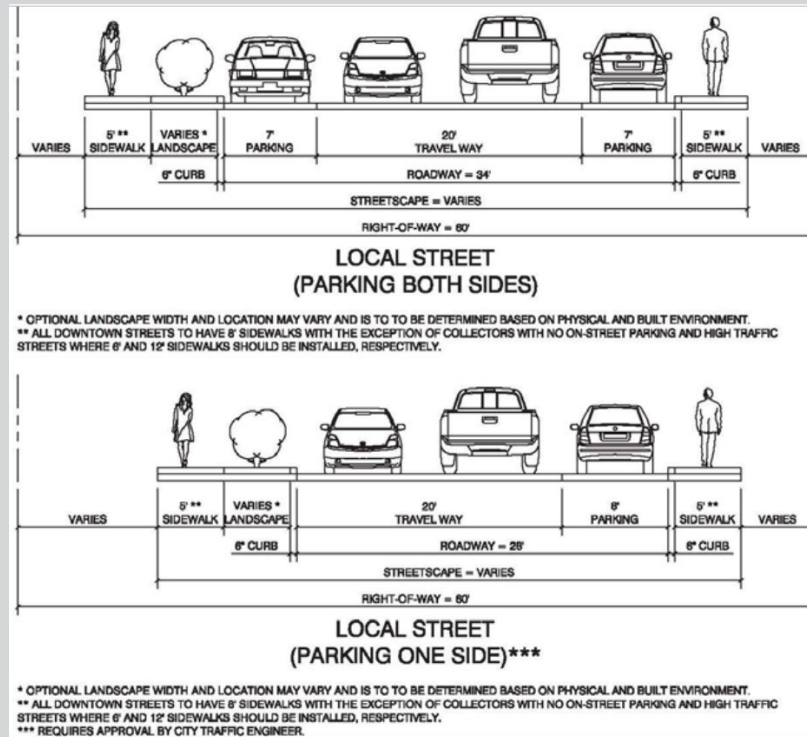 VARIES 5' ** SIDEWALK VARIES * LANDSCAPE 7' PARKING 20' TRAVEL WAY 7' PARKING 5' ** SIDEWALK VARIES
6" CURB ROADWAY = 34' 6" CURB
STREETSCAPE = VARIES
RIGHT-OF-WAY = 60'
LOCAL STREET
(PARKING BOTH SIDES)
* OPTIONAL LANDSCAPE WIDTH AND LOCATION MAY VARY AND IS TO TO BE DETERMINED BASED ON PHYSICAL AND BUILT ENVIRONMENT.
** ALL DOWNTOWN STREETS TO HAVE 8' SIDEWALKS WITH THE EXCEPTION OF COLLECTORS WITH NO ON-STREET PARKING AND HIGH TRAFFIC
STREETS WHERE 6' AND 12' SIDEWALKS SHOULD BE INSTALLED, RESPECTIVELY.
VARIES 5' ** SIDEWALK VARIES * LANDSCAPE 20' TRAVEL WAY 8' PARKING 5' ** SIDEWALK VARIES
6" CURB ROADWAY = 28' 6" CURB
STREETSCAPE = VARIES
RIGHT-OF-WAY = 60'
LOCAL STREET
(PARKING ONE SIDE)***
* OPTIONAL LANDSCAPE WIDTH AND LOCATION MAY VARY AND IS TO TO BE DETERMINED BASED ON PHYSICAL AND BUILT ENVIRONMENT.
** ALL DOWNTOWN STREETS TO HAVE 8' SIDEWALKS WITH THE EXCEPTION OF COLLECTORS WITH NO ON-STREET PARKING AND HIGH TRAFFIC
STREETS WHERE 6' AND 12' SIDEWALKS SHOULD BE INSTALLED, RESPECTIVELY.
*** REQUIRES APPROVAL BY CITY TRAFFIC ENGINEER.